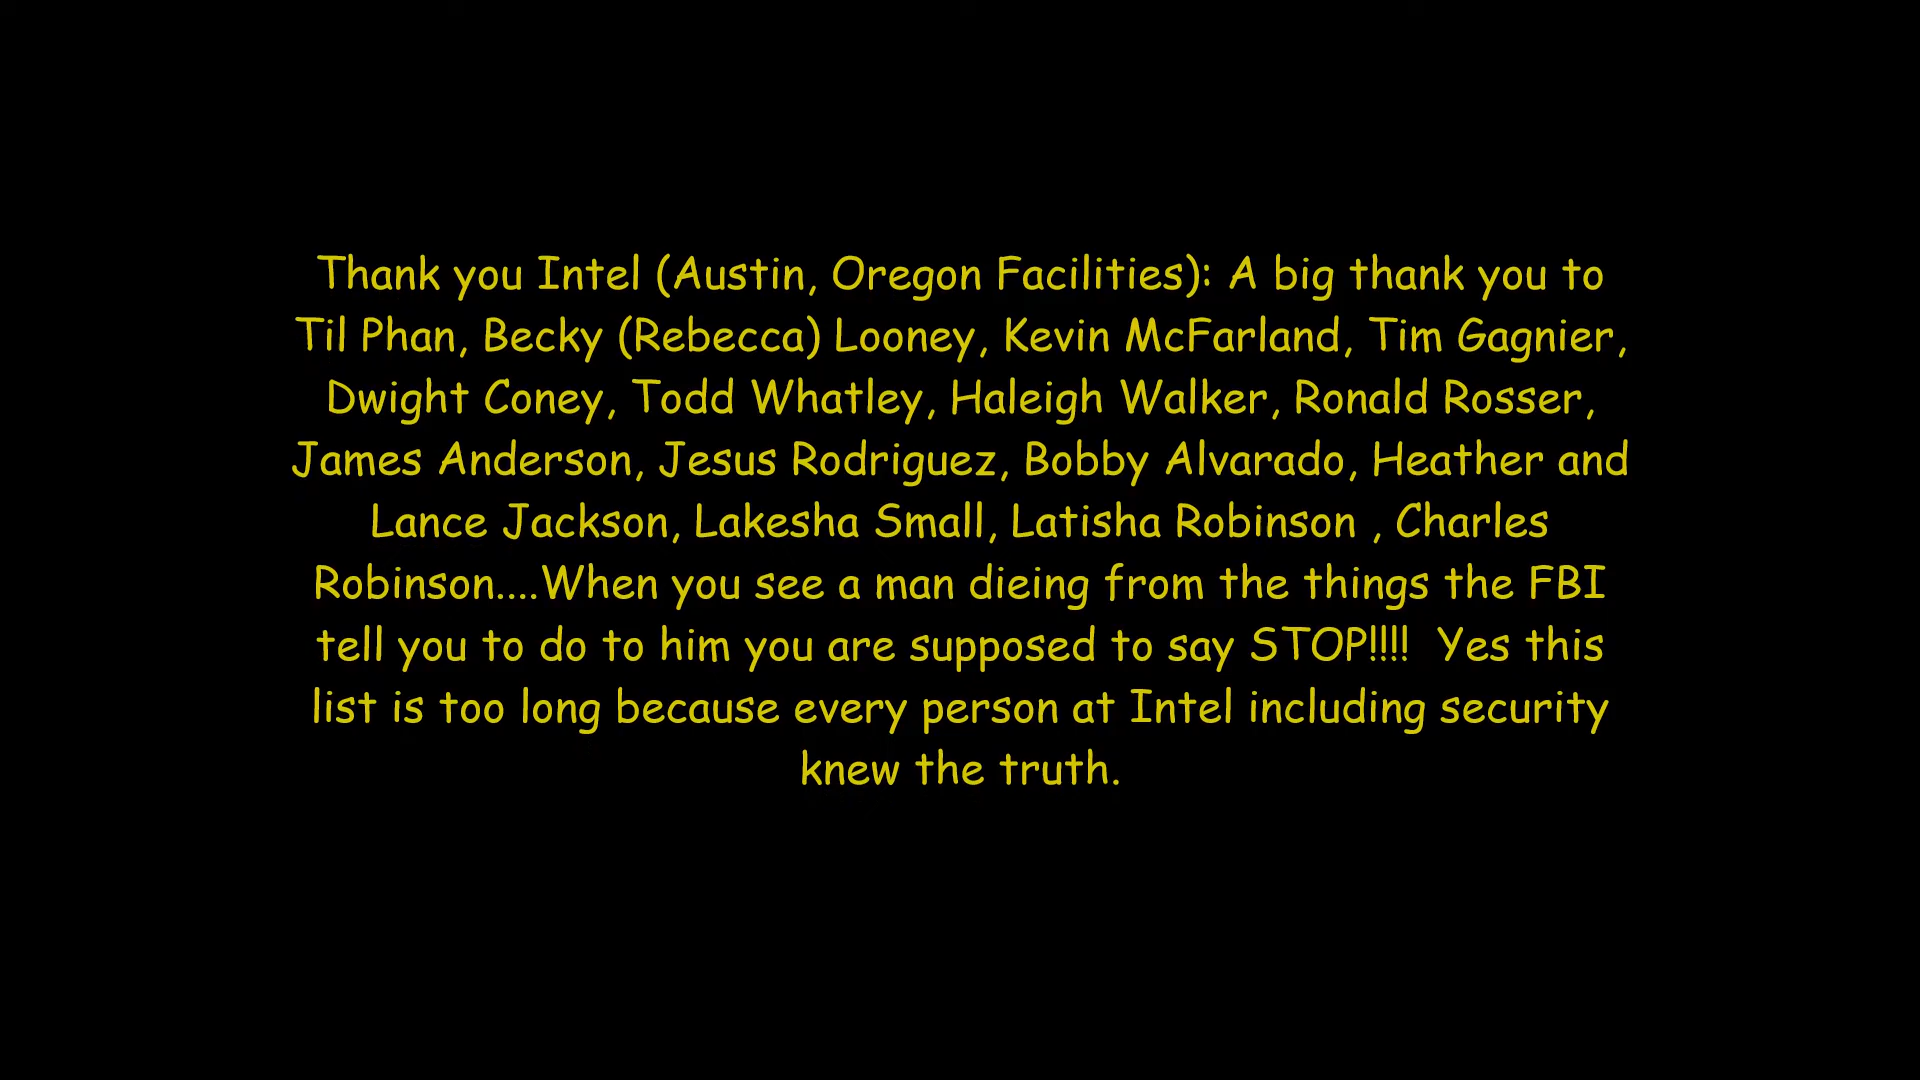 Thank you Intel (Austin, Oregon Facilities): A big thank you to
Til Phan, Becky (Rebecca) Looney, Kevin McFarland, Tim Gagnier,
Dwight Coney, Todd Whatley, Haleigh Walker, Ronald Rosser,
James Anderson, Jesus Rodriguez, Bobby Alvarado, Heather and
Lance Jackson, Lakesha Small, Latisha Robinson , Charles
Robinson....When you see a man dieing from the things the FBI
tell you to do to him you are supposed to say STOP!!!!  Yes this
list is too long because every person at Intel including security
knew the truth.